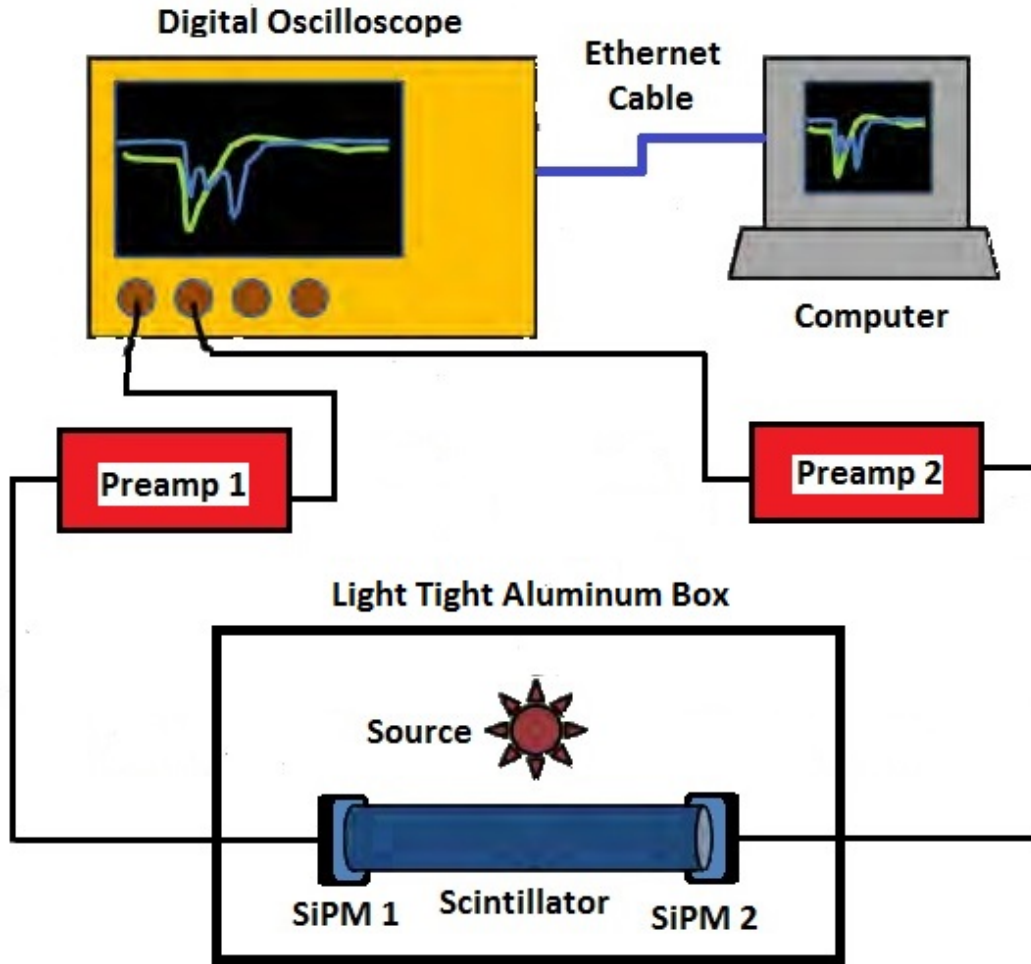 Digital Oscilloscope
Ethernet
Cable
Computer
Preamp 1
Preamp 2
Light Tight Aluminum Box
Source
Scintillator
SiPM 1
SiPM 2